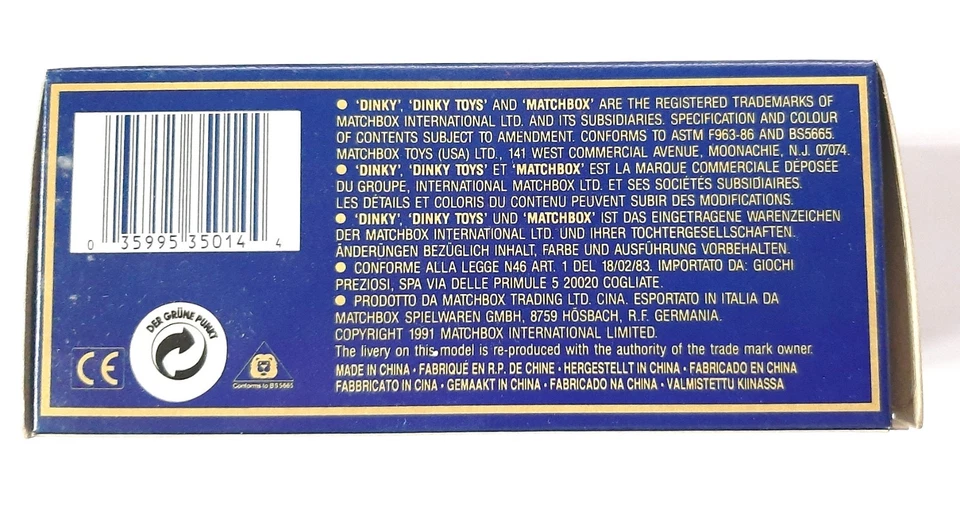 0 35995 35014 4
DER GRÜNE PUNKT
CE
Conforms to BS5665
● 'DINKY', 'DINKY TOYS' AND 'MATCHBOX' ARE THE REGISTERED TRADEMARKS OF
MATCHBOX INTERNATIONAL LTD. AND ITS SUBSIDIARIES. SPECIFICATION AND COLOUR
OF CONTENTS SUBJECT TO AMENDMENT. CONFORMS TO ASTM F963-86 AND BS5665.
MATCHBOX TOYS (USA) LTD., 141 WEST COMMERCIAL AVENUE, MOONACHIE, N.J. 07074.
● 'DINKY', 'DINKY TOYS' ET 'MATCHBOX' EST LA MARQUE COMMERCIALE DÉPOSÉE
DU GROUPE, INTERNATIONAL MATCHBOX LTD. ET SES SOCIÉTÉS SUBSIDIAIRES.
LES DÉTAILS ET COLORIS DU CONTENU PEUVENT SUBIR DES MODIFICATIONS.
● 'DINKY', 'DINKY TOYS' UND 'MATCHBOX' IST DAS EINGETRAGENE WARENZEICHEN
DER MATCHBOX INTERNATIONAL LTD. UND IHRER TOCHTERGESELLSCHAFTEN.
ÄNDERÜNGEN BEZÜGLICH INHALT, FARBE UND AUSFÜHRUNG VORBEHALTEN.
● CONFORME ALLA LEGGE N46 ART. 1 DEL 18/02/83. IMPORTATO DA: GIOCHI
PREZIOSI, SPA VIA DELLE PRIMULE 5 20020 COGLIATE.
● PRODOTTO DA MATCHBOX TRADING LTD. CINA. ESPORTATO IN ITALIA DA
MATCHBOX SPIELWAREN GMBH, 8759 HÖSBACH, R.F. GERMANIA.
COPYRIGHT 1991 MATCHBOX INTERNATIONAL LIMITED.
The livery on this model is re-produced with the authority of the trade mark owner.
MADE IN CHINA • FABRIQUÉ EN R.P. DE CHINE • HERGESTELLT IN CHINA • FABRICADO EN CHINA
FABBRICATO IN CINA • GEMAAKT IN CHINA • FABRICADO NA CHINA • VALMISTETTU KIINASSA